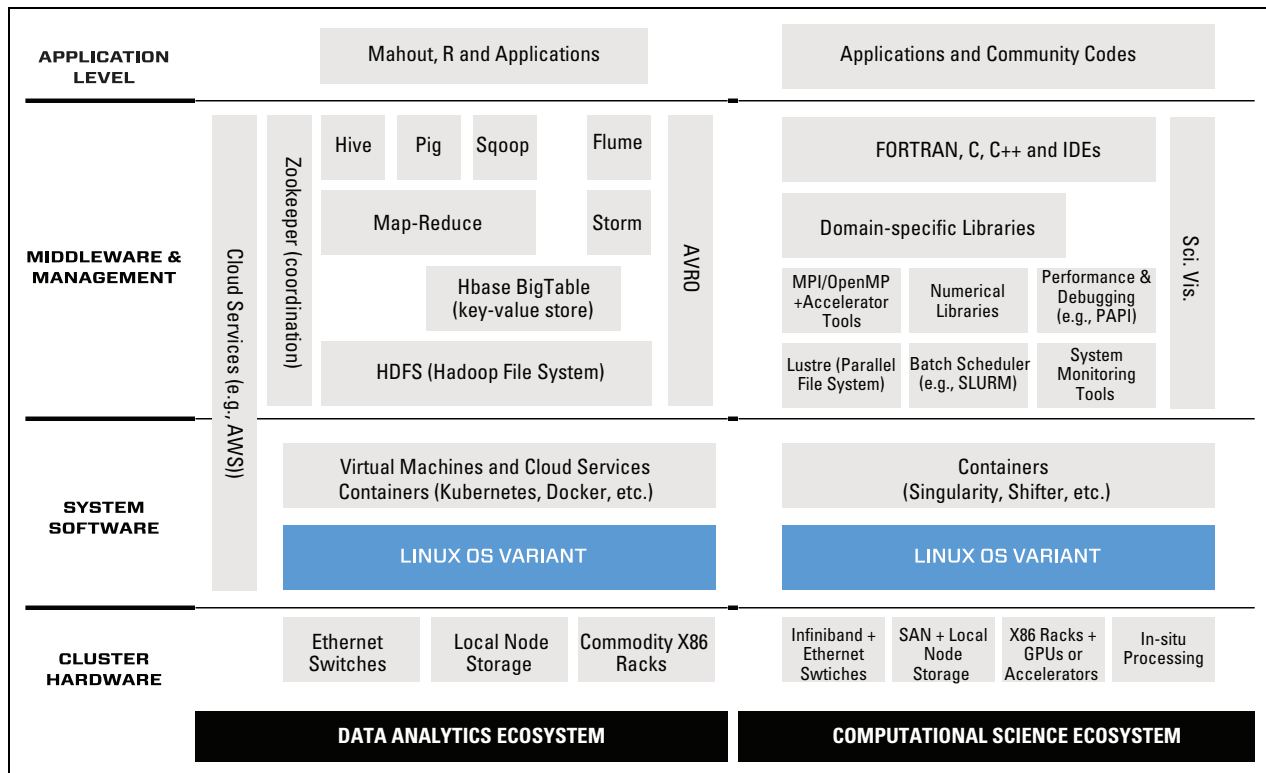 APPLICATION
LEVEL
Mahout, R and Applications
Applications and Community Codes
MIDDLEWARE &
MANAGEMENT
Cloud Services (e.g., AWS))
Zookeeper (coordination)
Hive
Pig
Sqoop
Flume
Map-Reduce
Storm
Hbase BigTable
(key-value store)
HDFS (Hadoop File System)
AVRO
FORTRAN, C, C++ and IDEs
Domain-specific Libraries
MPI/OpenMP
+Accelerator
Tools
Numerical
Libraries
Performance &
Debugging
(e.g., PAPI)
Lustre (Parallel
File System)
Batch Scheduler
(e.g., SLURM)
System
Monitoring
Tools
Sci. Vis.
SYSTEM
SOFTWARE
Virtual Machines and Cloud Services
Containers (Kubernetes, Docker, etc.)
LINUX OS VARIANT
Containers
(Singularity, Shifter, etc.)
LINUX OS VARIANT
CLUSTER
HARDWARE
Ethernet
Switches
Local Node
Storage
Commodity X86
Racks
Infiniband +
Ethernet
Swtiches
SAN + Local
Node
Storage
X86 Racks +
GPUs or
Accelerators
In-situ
Processing
DATA ANALYTICS ECOSYSTEM
COMPUTATIONAL SCIENCE ECOSYSTEM